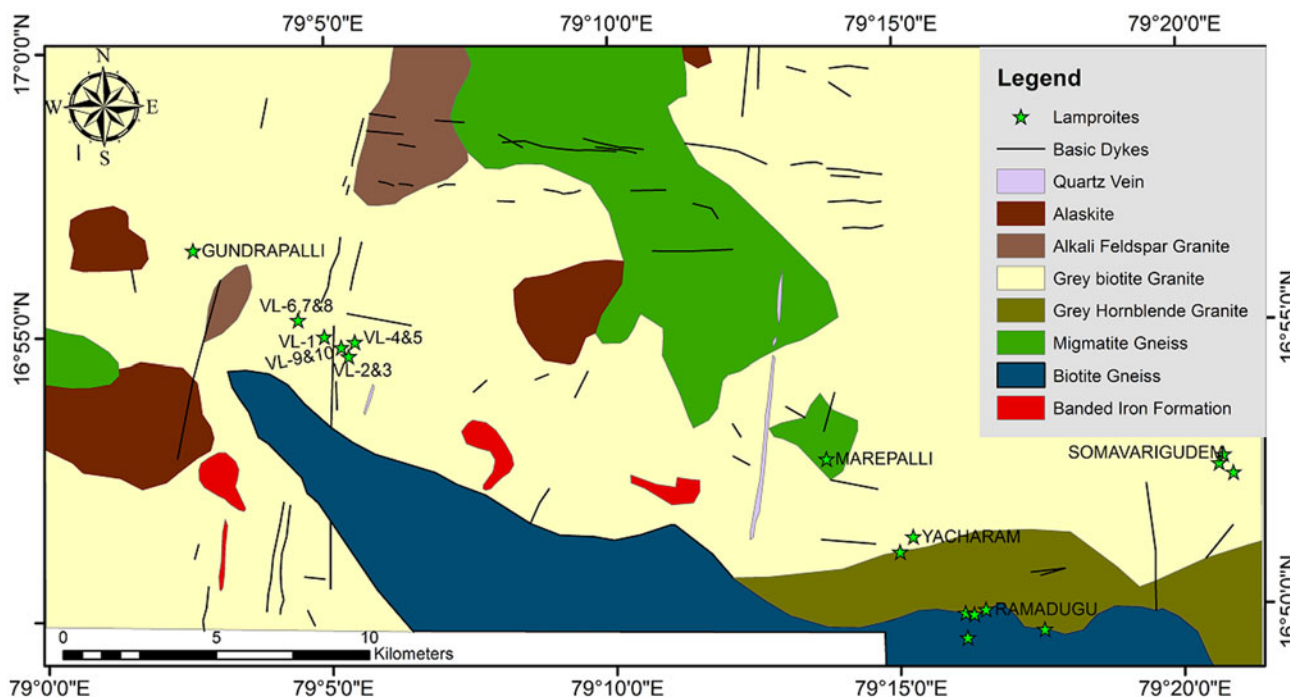 79°5'0"E 79°10'0"E 79°15'0"E 79°20'0"E
17°0'0"N
N
W E
S
Legend
Lamproites
Basic Dykes
Quartz Vein
Alaskite
Alkali Feldspar Granite
Grey biotite Granite
Grey Hornblende Granite
Migmatite Gneiss
Biotite Gneiss
Banded Iron Formation
GUNDRAPALLI
VL-6,7&8
VL-1
VL-4&5
VL-9&10
VL-2&3
16°55'0"N
16°55'0"N
MAREPALLI
SOMAVARIGUDEM
YACHARAM
RAMADUGU
16°50'0"N
0 5 10
Kilometers
79°0'0"E 79°5'0"E 79°10'0"E 79°15'0"E 79°20'0"E